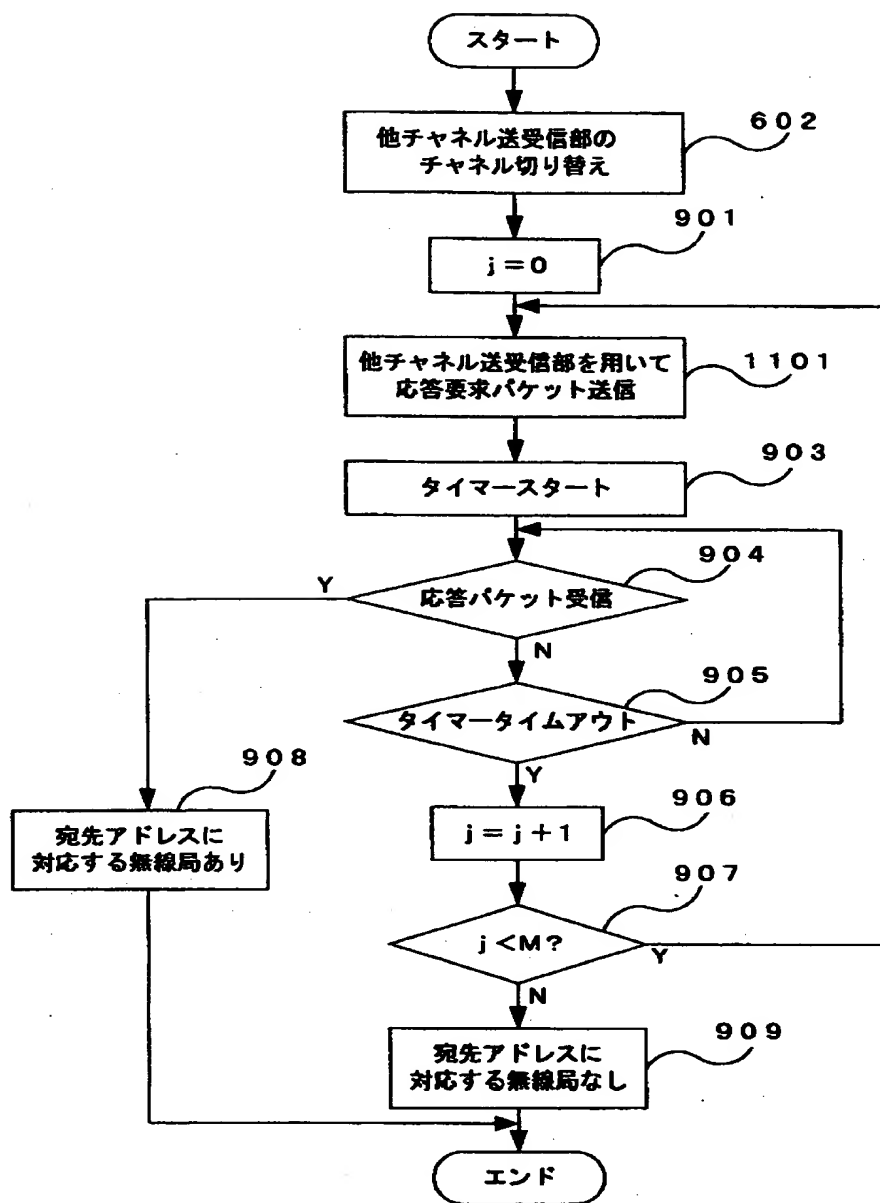 スタート
他チャネル送受信部の
チャネル切り替え
602
j=0
901
他チャネル送受信部を用いて
応答要求パケット送信
1101
タイマースタート
903
応答パケット受信
904
Y
N
タイマータイムアウト
905
N
Y
908
宛先アドレスに
対応する無線局あり
j=j+1
906
j<M?
907
Y
N
宛先アドレスに
対応する無線局なし
909
エンド